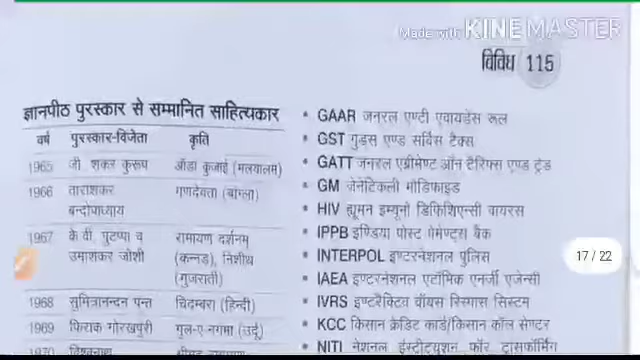 Made with KINEMASTER
विविध 115
ज्ञानपीठ पुरस्कार से सम्मानित साहित्यकार
वर्ष पुरस्कार-विजेता कृति
1965 जी शंकर कुरूप ओडा कुजाई (मलयालम)
1966 ताराशंकर बन्दोपाध्याय गणदेवता (बांग्ला)
1967 के वी पुटप्पा व उमाशंकर जोशी रामायण दर्शनम् (कन्नड़), निशीथ (गुजराती)
1968 सुमित्रानन्दन पन्त चिदम्बरा (हिन्दी)
1969 फिराक गोरखपुरी गुल-ए-नगमा (उर्दू)
1970 विश्वनाथ
• GAAR जनरल एण्टी एवायडेंस रूल
• GST गुड्स एण्ड सर्विस टैक्स
• GATT जनरल एग्रीमेण्ट ऑन टैरिफ्स एण्ड ट्रेड
• GM जेनेटिकली मोडिफाइड
• HIV ह्यूमन इम्यूनो डिफिशिएन्सी वायरस
• IPPB इण्डिया पोस्ट पेमेण्ट्स बैंक
• INTERPOL इण्टरनेशनल पुलिस
• IAEA इण्टरनेशनल एटॉमिक एनर्जी एजेन्सी
• IVRS इण्टरैक्टिव वॉयस रिस्पांस सिस्टम
• KCC किसान क्रेडिट कार्ड/किसान कॉल सेण्टर
• NITI नेशनल इंस्टीट्यूशन फॉर ट्रांसफॉर्मिंग
17 / 22